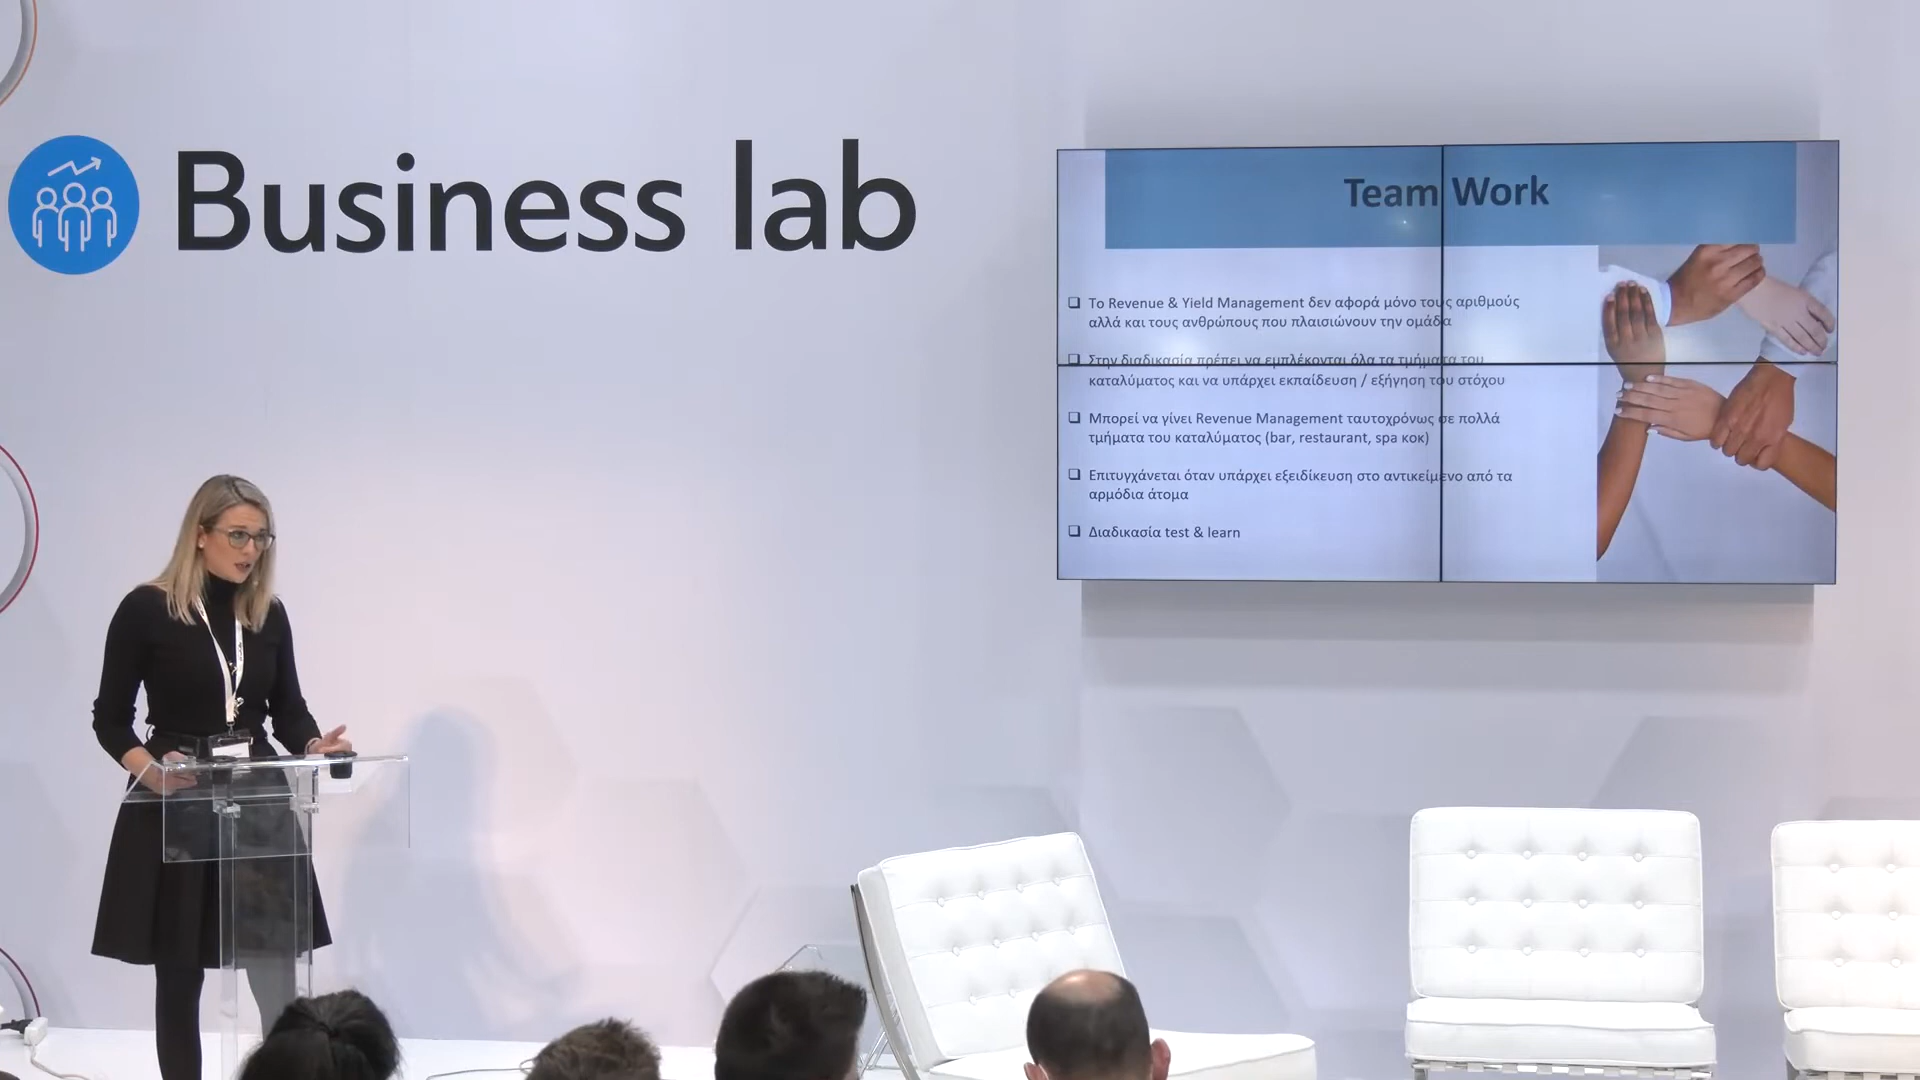 Business lab
Team Work
Το Revenue & Yield Management δεν αφορά μόνο τους αριθμούς
αλλά και τους ανθρώπους που πλαισιώνουν την ομάδα
Στην διαδικασία πρέπει να εμπλέκονται όλα τα τμήματα του
καταλύματος και να υπάρχει εκπαίδευση / εξήγηση του στόχου
Μπορεί να γίνει Revenue Management ταυτοχρόνως σε πολλά
τμήματα του καταλύματος (bar, restaurant, spa κοκ)
Επιτυγχάνεται όταν υπάρχει εξειδίκευση στο αντικείμενο από τα
αρμόδια άτομα
Διαδικασία test & learn